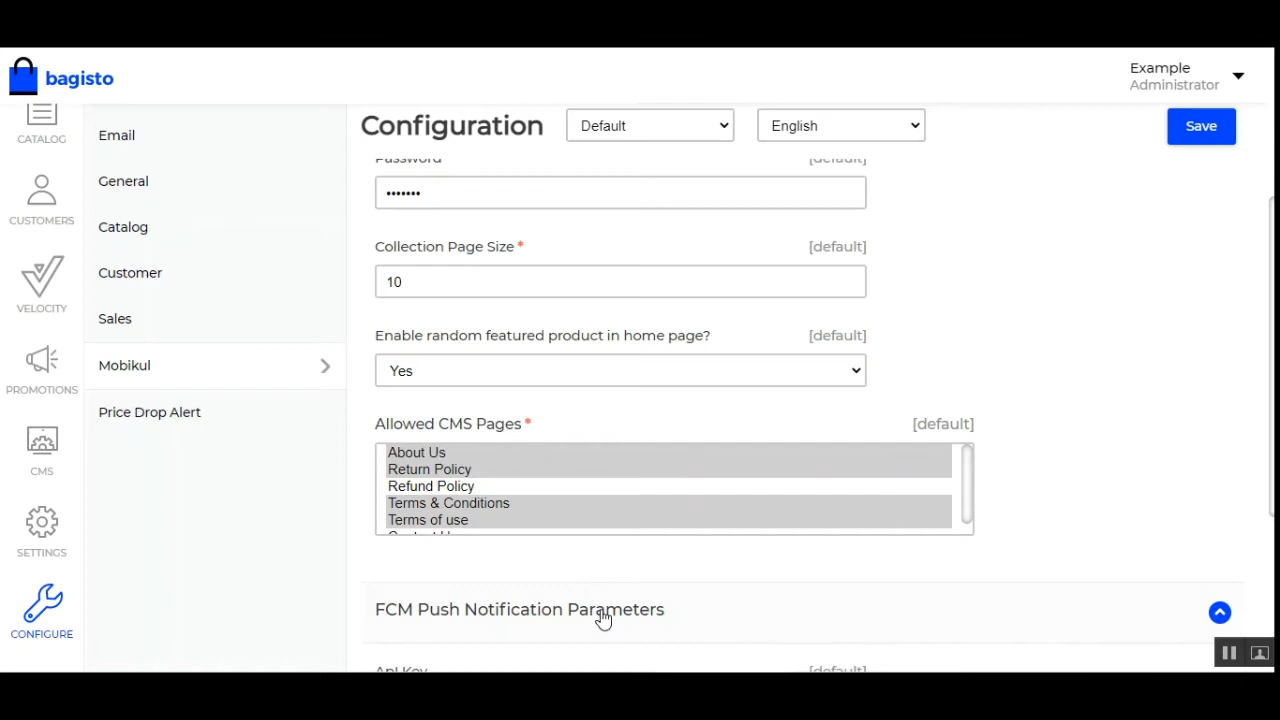 bagisto
Example
Administrator
CATALOG
CUSTOMERS
VELOCITY
PROMOTIONS
CMS
SETTINGS
CONFIGURE
Email
General
Catalog
Customer
Sales
Mobikul
Price Drop Alert
Configuration
Default
English
Save
Password [default]
•••••••
Collection Page Size * [default]
10
Enable random featured product in home page? [default]
Yes
Allowed CMS Pages * [default]
About Us
Return Policy
Refund Policy
Terms & Conditions
Terms of use
FCM Push Notification Parameters
Api Key [default]